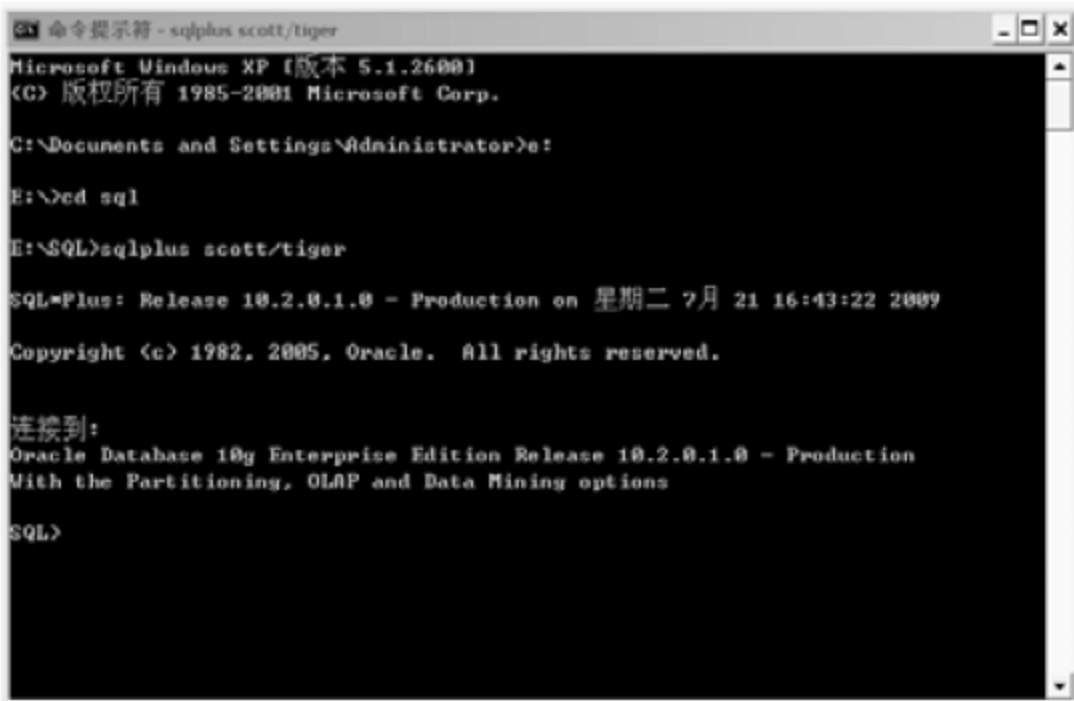 命令提示符 - sqlplus scott/tiger
Microsoft Windows XP [版本 5.1.2600]
(C) 版权所有 1985-2001 Microsoft Corp.
C:\Documents and Settings\Administrator>e:
E:\>cd sql
E:\SQL>sqlplus scott/tiger
SQL*Plus: Release 10.2.0.1.0 - Production on 星期二 7月 21 16:43:22 2009
Copyright (c) 1982, 2005, Oracle.  All rights reserved.
连接到:
Oracle Database 10g Enterprise Edition Release 10.2.0.1.0 - Production
With the Partitioning, OLAP and Data Mining options
SQL>